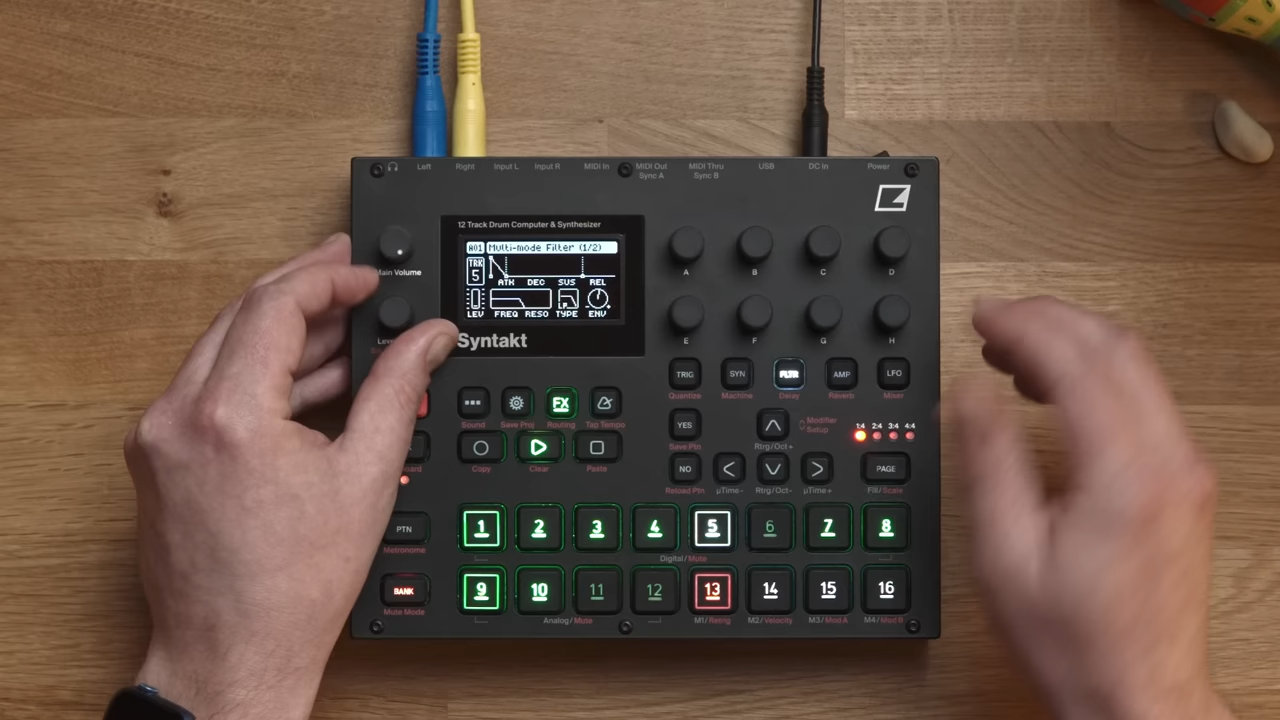 Left Right Input L Input R MIDI In MIDI Out MIDI Thru USB DC In Power
Sync A Sync B
12 Track Drum Computer & Synthesizer
A01 Multi-mode Filter (1/2)
TRK
5
ATK DEC SUS REL
LEV FREQ RESO TYPE ENV
Syntakt
Main Volume
A B C D
E F G H
TRIG SYN FLTR AMP LFO
Quantize Machine Delay Reverb Mixer
FX
Sound Save Proj Routing Tap Tempo
Copy Clear Paste
YES
Save Ptn
Rtrg/Oct+
Modifier
Setup
1:4 2:4 3:4 4:4
NO PAGE
Reload Ptn μTime- Rtrg/Oct- μTime+ Fill/Scale
PTN
Metronome
1 2 3 4 5 6 7 8
Digital/Mute
BANK
Mute Mode
9 10 11 12 13 14 15 16
Analog/Mute M1/Retrig M2/Velocity M3/Mod A M4/Mod B